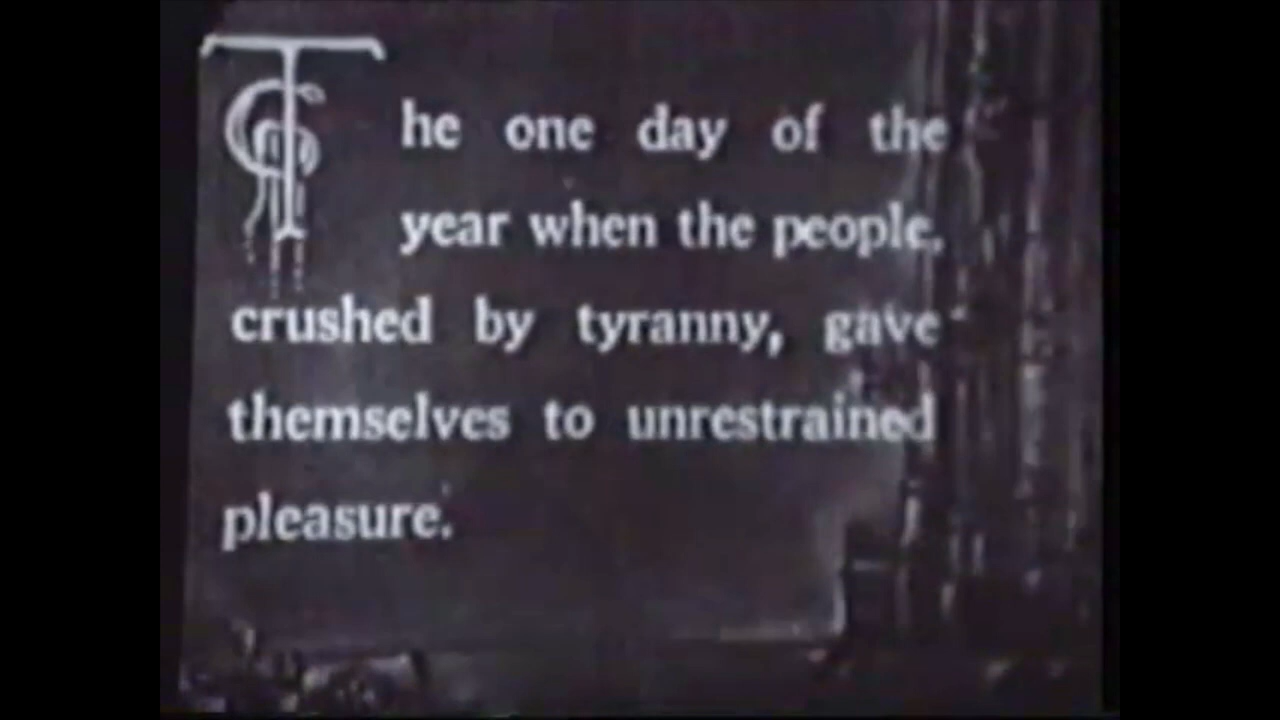 The one day of the
year when the people,
crushed by tyranny, gave
themselves to unrestrained
pleasure.